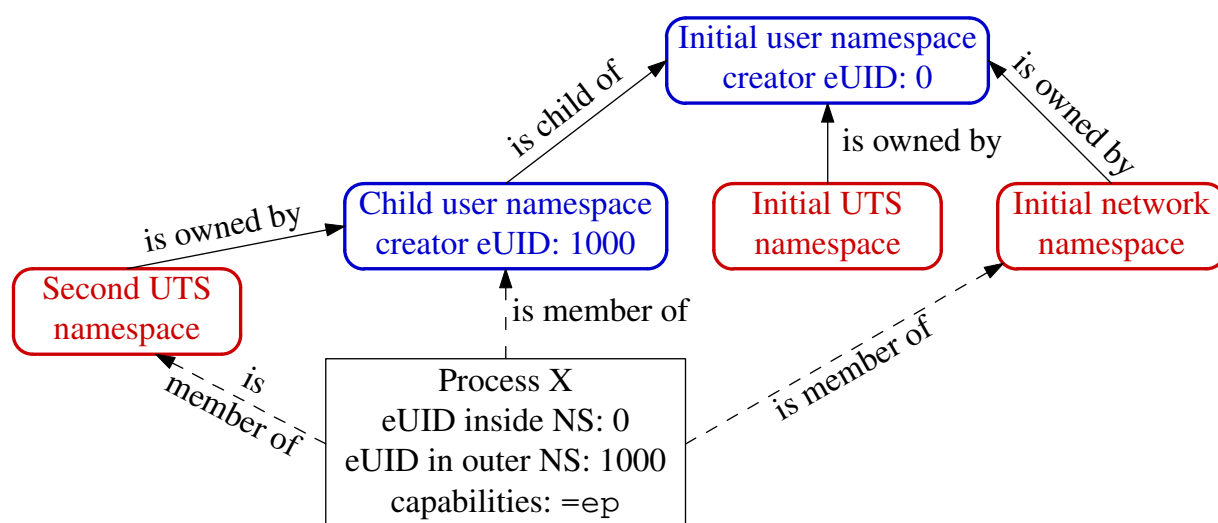 Initial user namespace
creator eUID: 0
is child of
is owned by
is owned by
Child user namespace
creator eUID: 1000
Initial UTS
namespace
Initial network
namespace
is owned by
Second UTS
namespace
is member of
is
member of
is member of
Process X
eUID inside NS: 0
eUID in outer NS: 1000
capabilities: =ep